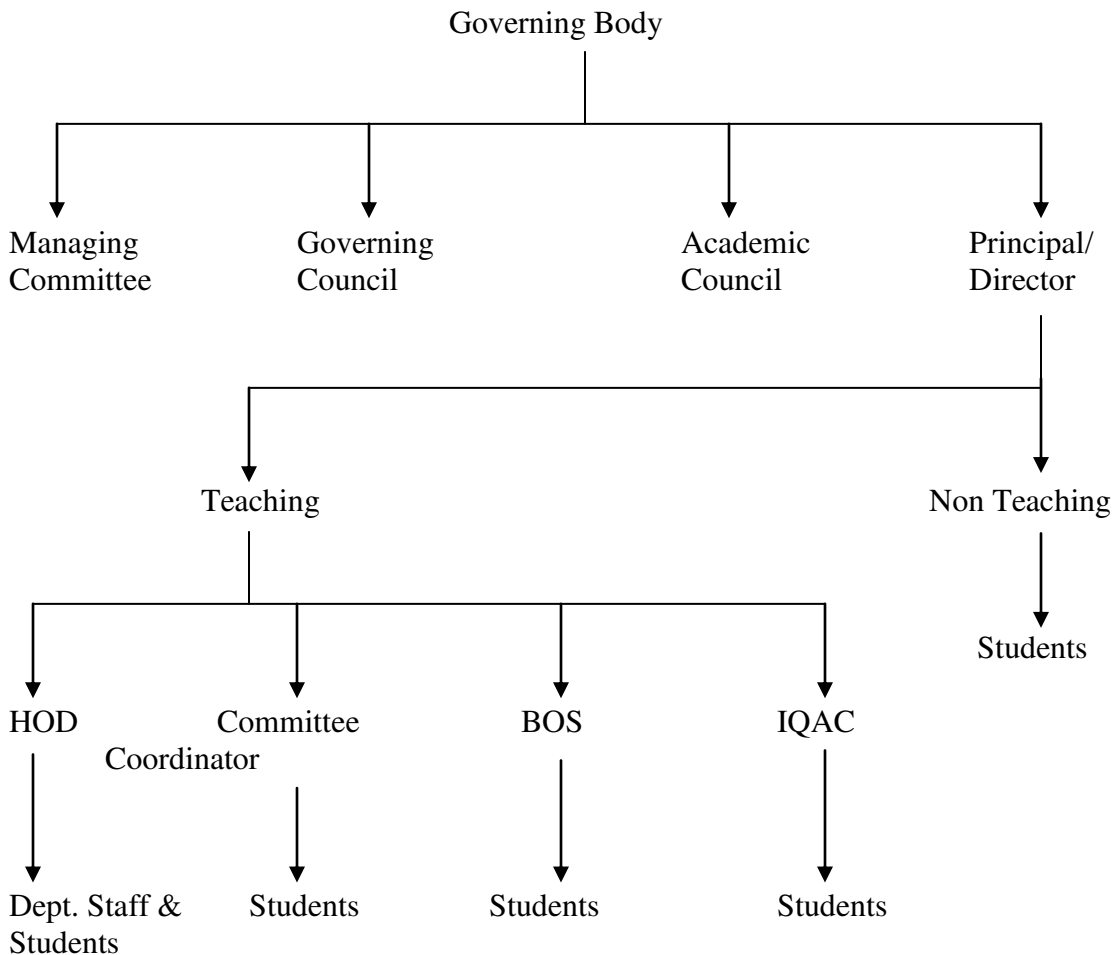 Governing Body
Managing
Committee
Governing
Council
Academic
Council
Principal/
Director
Teaching
Non Teaching
Students
HOD
Committee
Coordinator
BOS
IQAC
Dept. Staff &
Students
Students
Students
Students